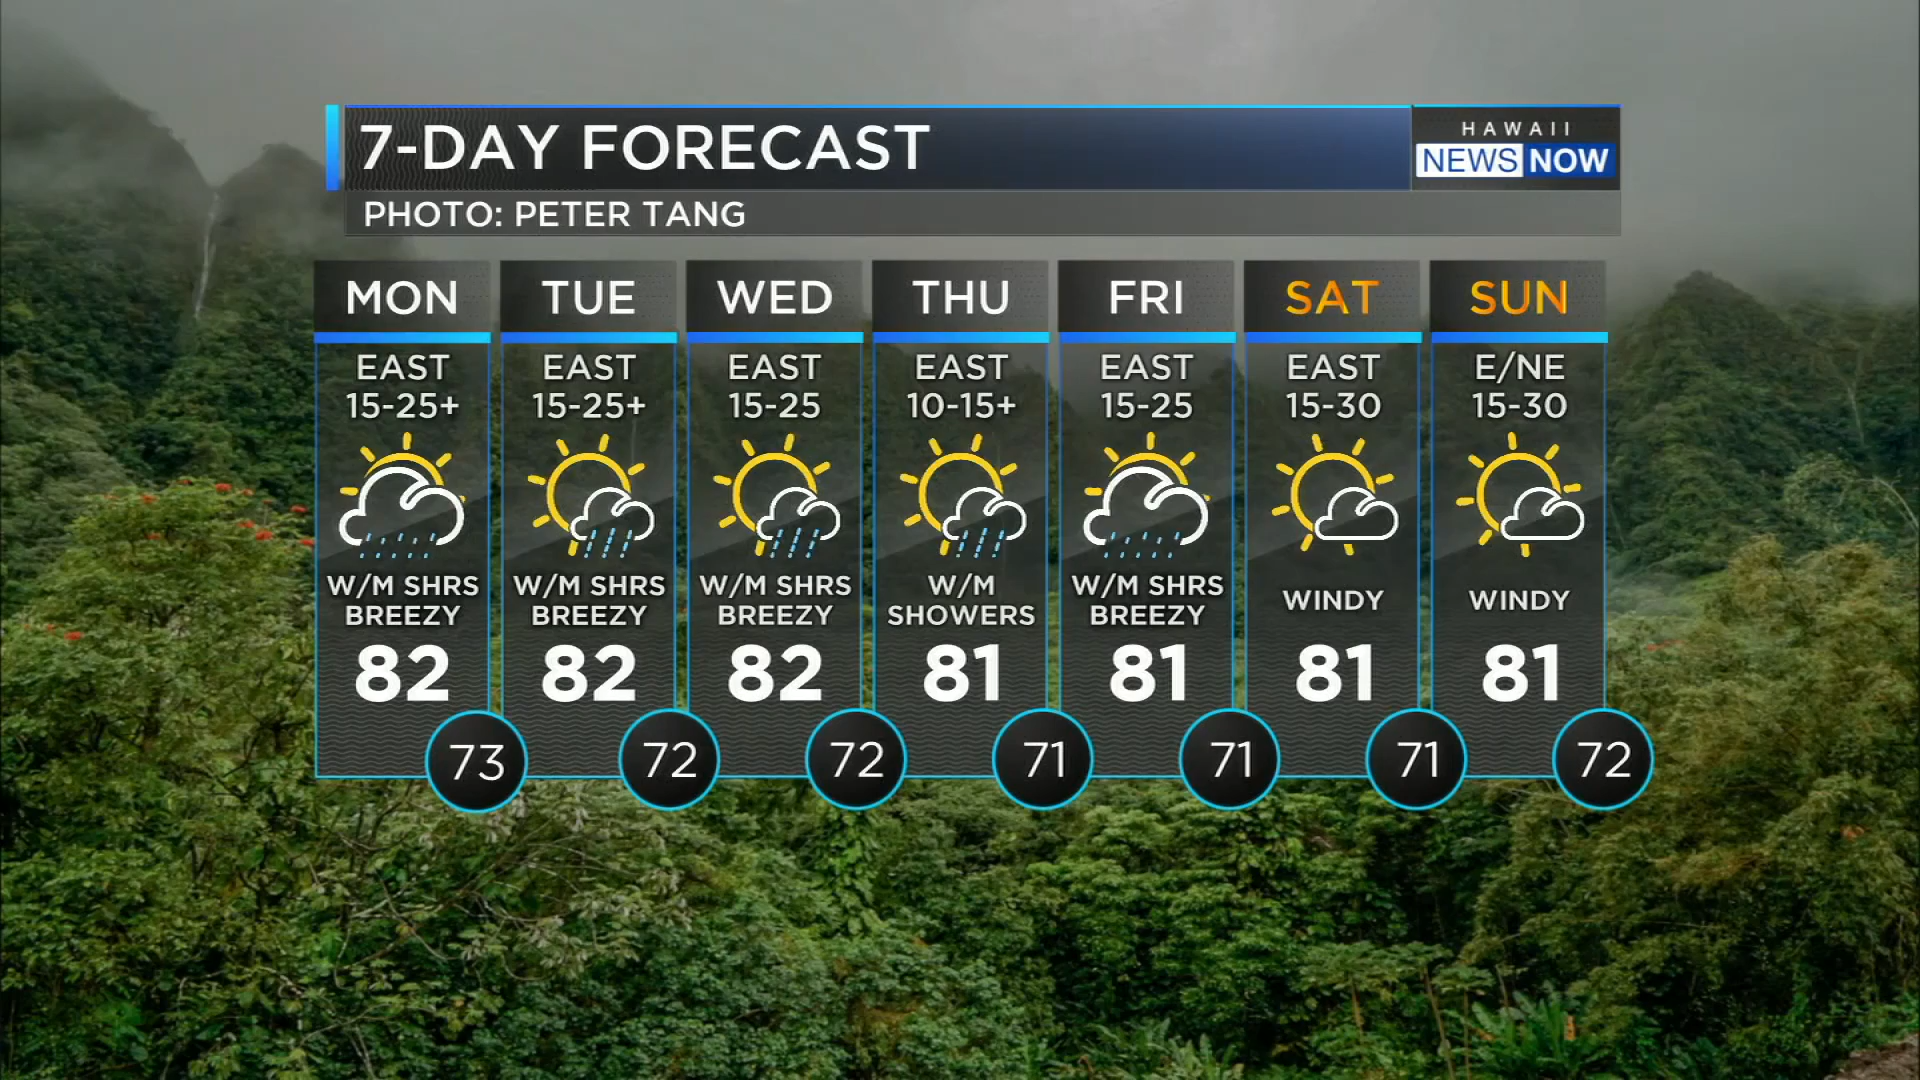 7-DAY FORECAST
HAWAII
NEWS NOW
PHOTO: PETER TANG
MON
EAST
15-25+
W/M SHRS
BREEZY
82
73
TUE
EAST
15-25+
W/M SHRS
BREEZY
82
72
WED
EAST
15-25
W/M SHRS
BREEZY
82
72
THU
EAST
10-15+
W/M
SHOWERS
81
71
FRI
EAST
15-25
W/M SHRS
BREEZY
81
71
SAT
EAST
15-30
WINDY
81
71
SUN
E/NE
15-30
WINDY
81
72